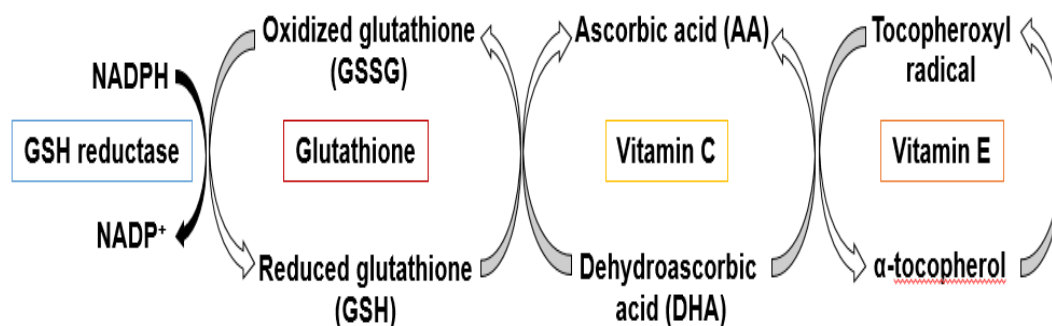 Oxidized glutathione
(GSSG)
Ascorbic acid (AA)
Tocopheroxyl
radical
NADPH
GSH reductase
Glutathione
Vitamin C
Vitamin E
NADP⁺
Reduced glutathione
(GSH)
Dehydroascorbic
acid (DHA)
α-tocopherol